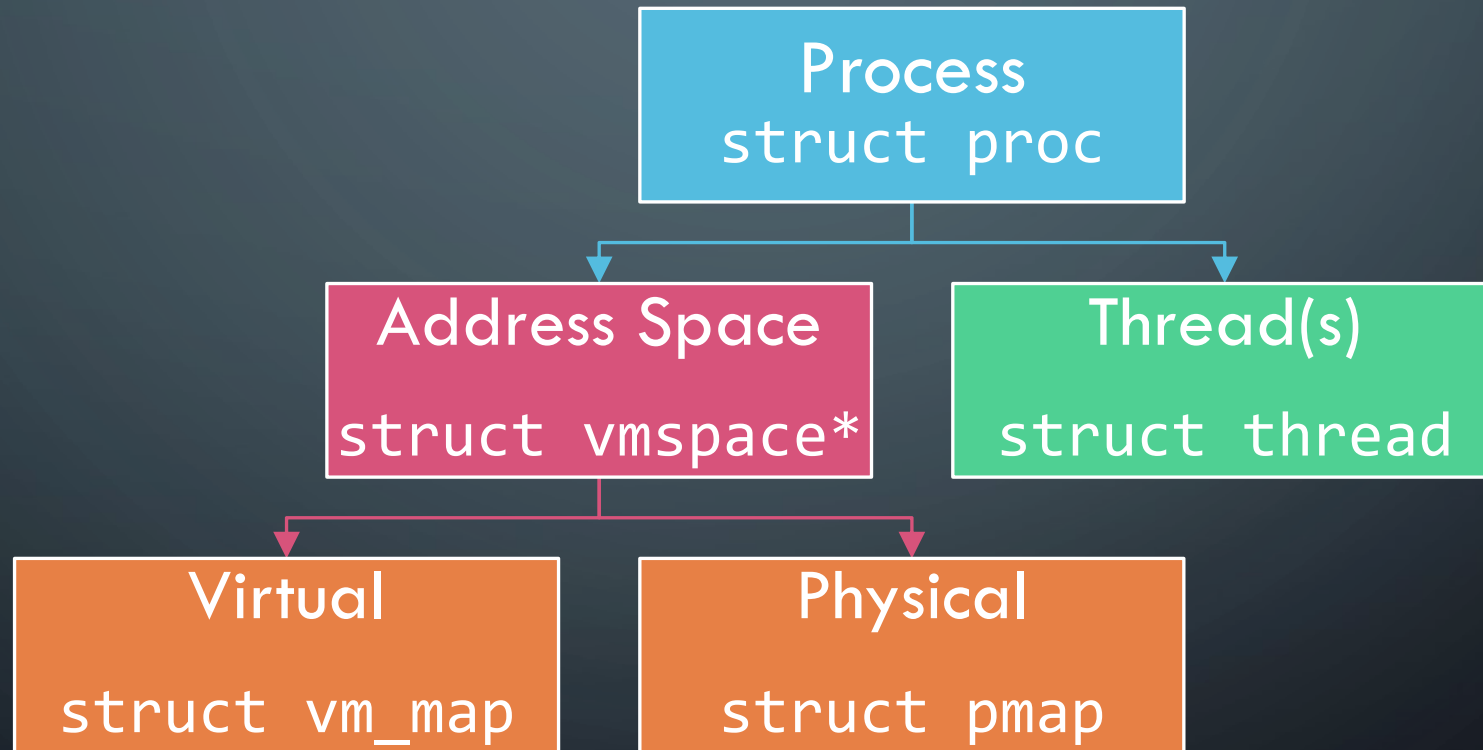 Process
struct proc
Address Space
struct vmspace*
Thread(s)
struct thread
Virtual
struct vm_map
Physical
struct pmap